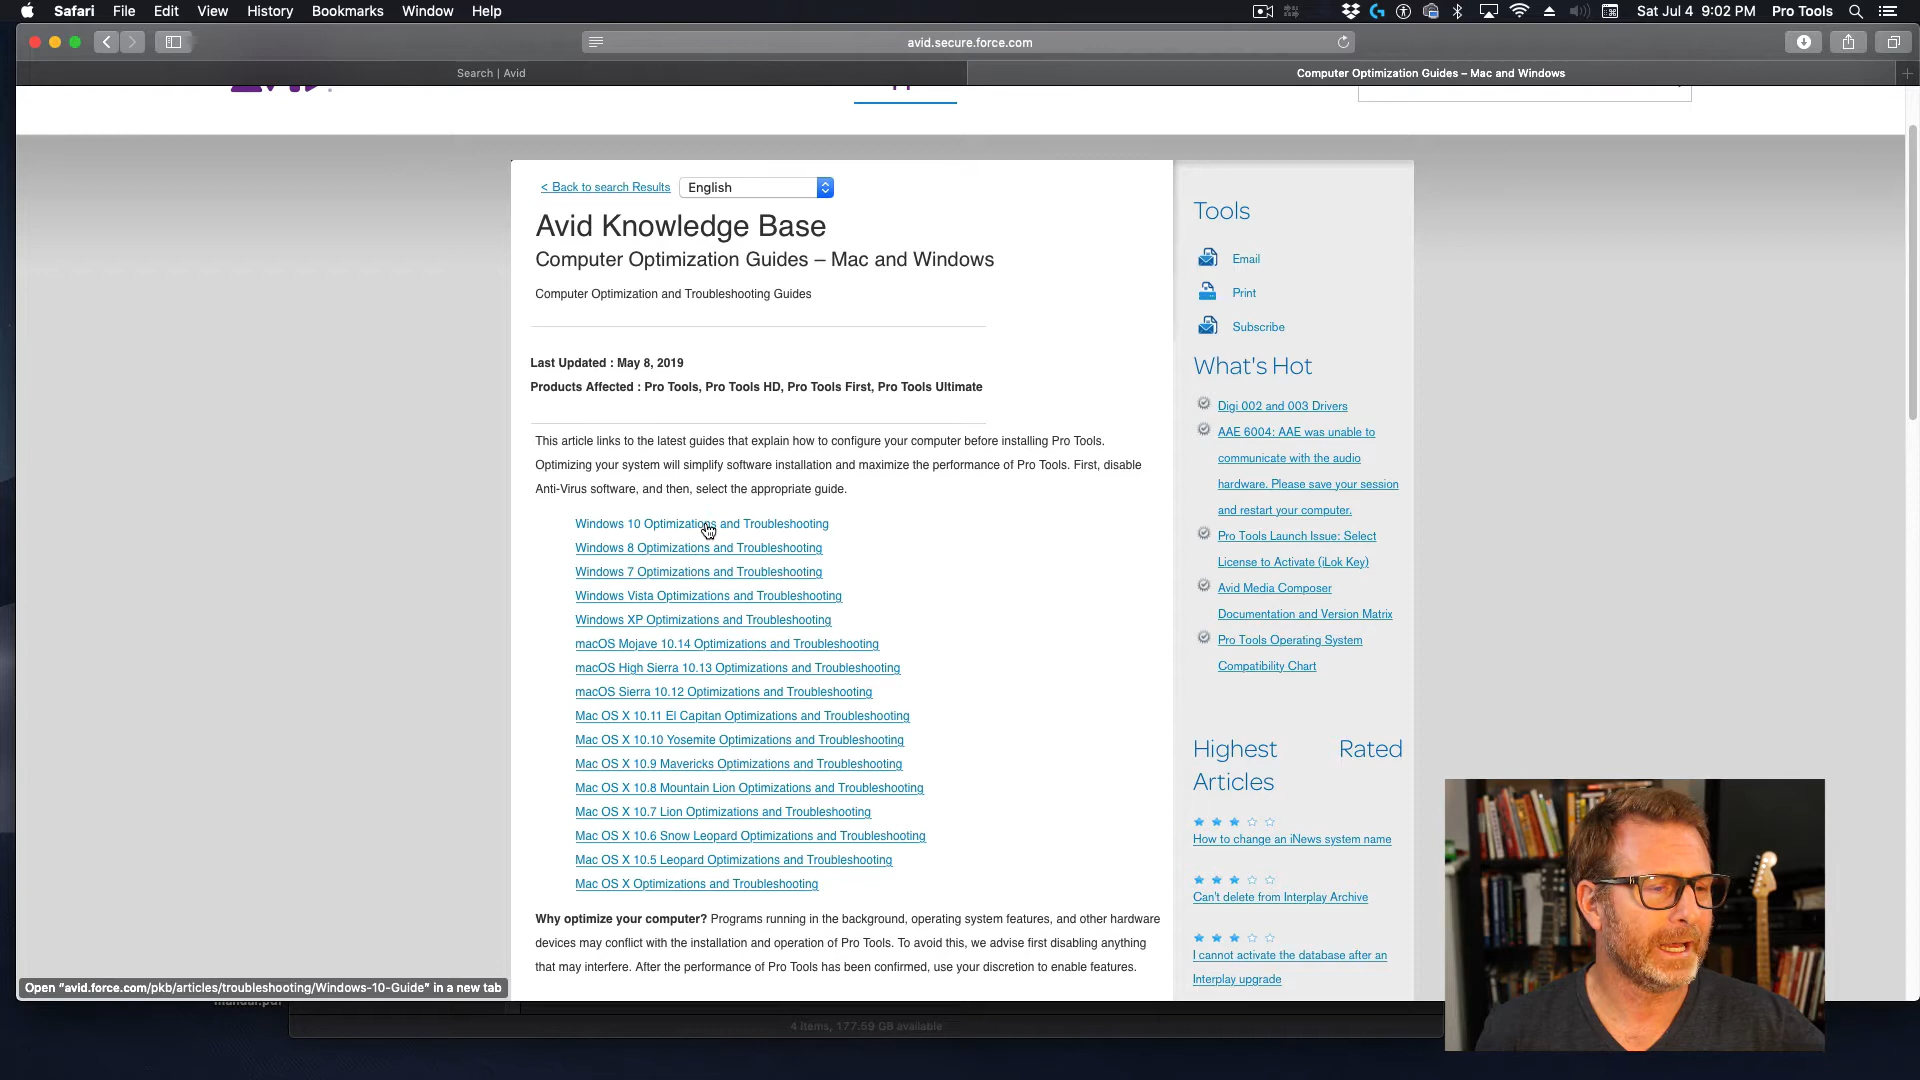 Safari File Edit View History Bookmarks Window Help Sat Jul 4 9:02 PM Pro Tools
avid.secure.force.com
Search | Avid Computer Optimization Guides – Mac and Windows
< Back to search Results English
Avid Knowledge Base
Computer Optimization Guides – Mac and Windows
Computer Optimization and Troubleshooting Guides
Last Updated : May 8, 2019
Products Affected : Pro Tools, Pro Tools HD, Pro Tools First, Pro Tools Ultimate
This article links to the latest guides that explain how to configure your computer before installing Pro Tools.
Optimizing your system will simplify software installation and maximize the performance of Pro Tools. First, disable
Anti-Virus software, and then, select the appropriate guide.
Windows 10 Optimizations and Troubleshooting
Windows 8 Optimizations and Troubleshooting
Windows 7 Optimizations and Troubleshooting
Windows Vista Optimizations and Troubleshooting
Windows XP Optimizations and Troubleshooting
macOS Mojave 10.14 Optimizations and Troubleshooting
macOS High Sierra 10.13 Optimizations and Troubleshooting
macOS Sierra 10.12 Optimizations and Troubleshooting
Mac OS X 10.11 El Capitan Optimizations and Troubleshooting
Mac OS X 10.10 Yosemite Optimizations and Troubleshooting
Mac OS X 10.9 Mavericks Optimizations and Troubleshooting
Mac OS X 10.8 Mountain Lion Optimizations and Troubleshooting
Mac OS X 10.7 Lion Optimizations and Troubleshooting
Mac OS X 10.6 Snow Leopard Optimizations and Troubleshooting
Mac OS X 10.5 Leopard Optimizations and Troubleshooting
Mac OS X Optimizations and Troubleshooting
Why optimize your computer? Programs running in the background, operating system features, and other hardware
devices may conflict with the installation and operation of Pro Tools. To avoid this, we advise first disabling anything
that may interfere. After the performance of Pro Tools has been confirmed, use your discretion to enable features.
Tools
Email
Print
Subscribe
What's Hot
Digi 002 and 003 Drivers
AAE 6004: AAE was unable to
communicate with the audio
hardware. Please save your session
and restart your computer.
Pro Tools Launch Issue: Select
License to Activate (iLok Key)
Avid Media Composer
Documentation and Version Matrix
Pro Tools Operating System
Compatibility Chart
Highest Rated
Articles
How to change an iNews system name
Can't delete from Interplay Archive
I cannot activate the database after an
Interplay upgrade
Open “avid.force.com/pkb/articles/troubleshooting/Windows-10-Guide” in a new tab
manual.pdf
4 items, 177.59 GB available